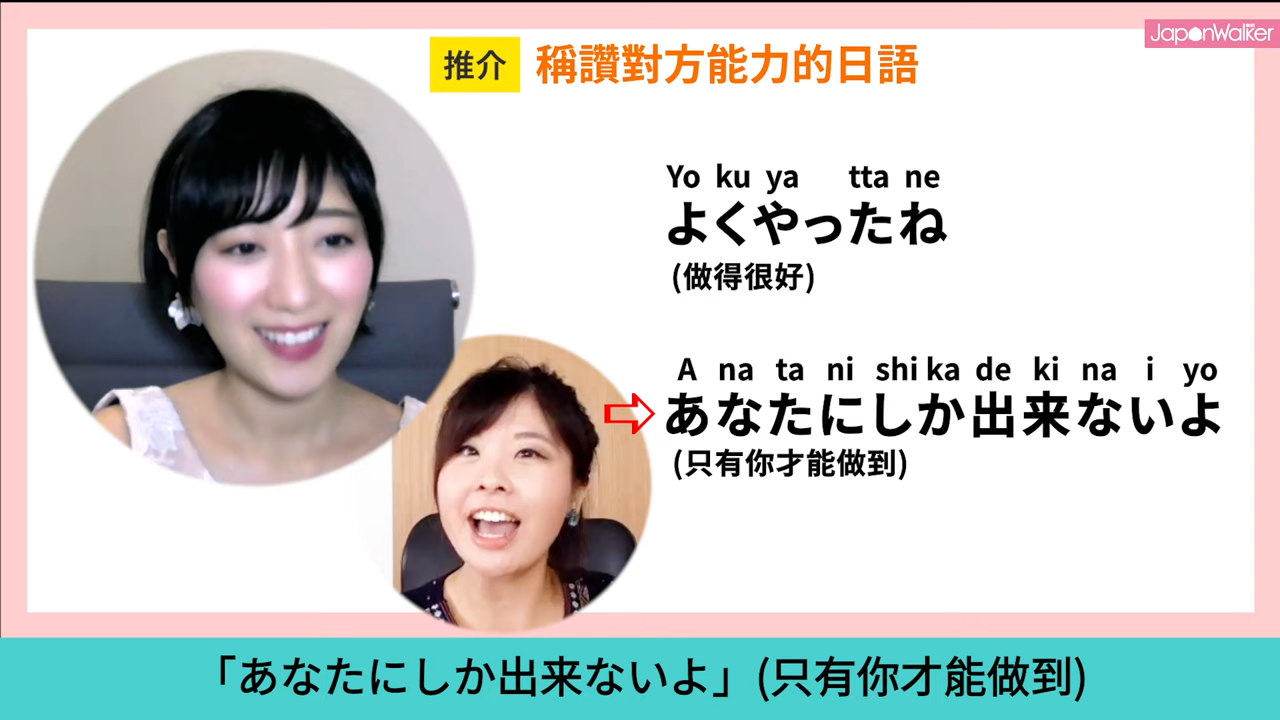 JaponWalker
推介 稱讚對方能力的日語
Yo ku ya tta ne
よくやったね
(做得很好)
A na ta ni shi ka de ki na i yo
あなたにしか出来ないよ
(只有你才能做到)
「あなたにしか出来ないよ」(只有你才能做到)